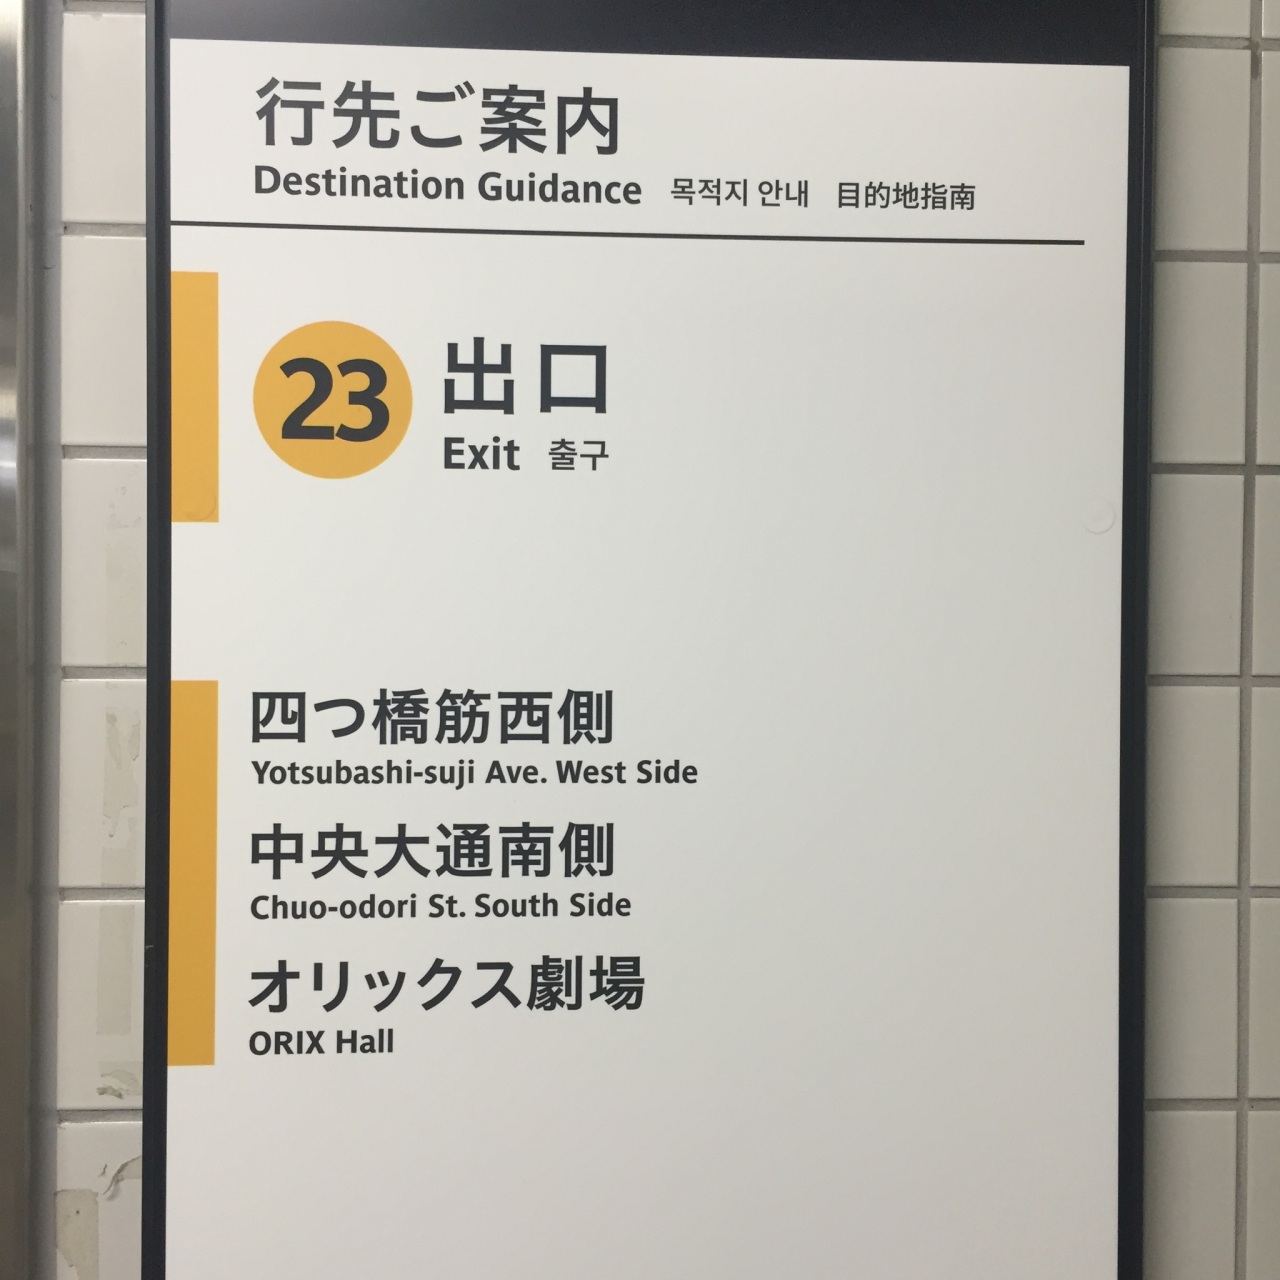 行先ご案内
Destination Guidance 목적지 안내 目的地指南
23 出口
Exit 출구
四つ橋筋西側
Yotsubashi-suji Ave. West Side
中央大通南側
Chuo-odori St. South Side
オリックス劇場
ORIX Hall